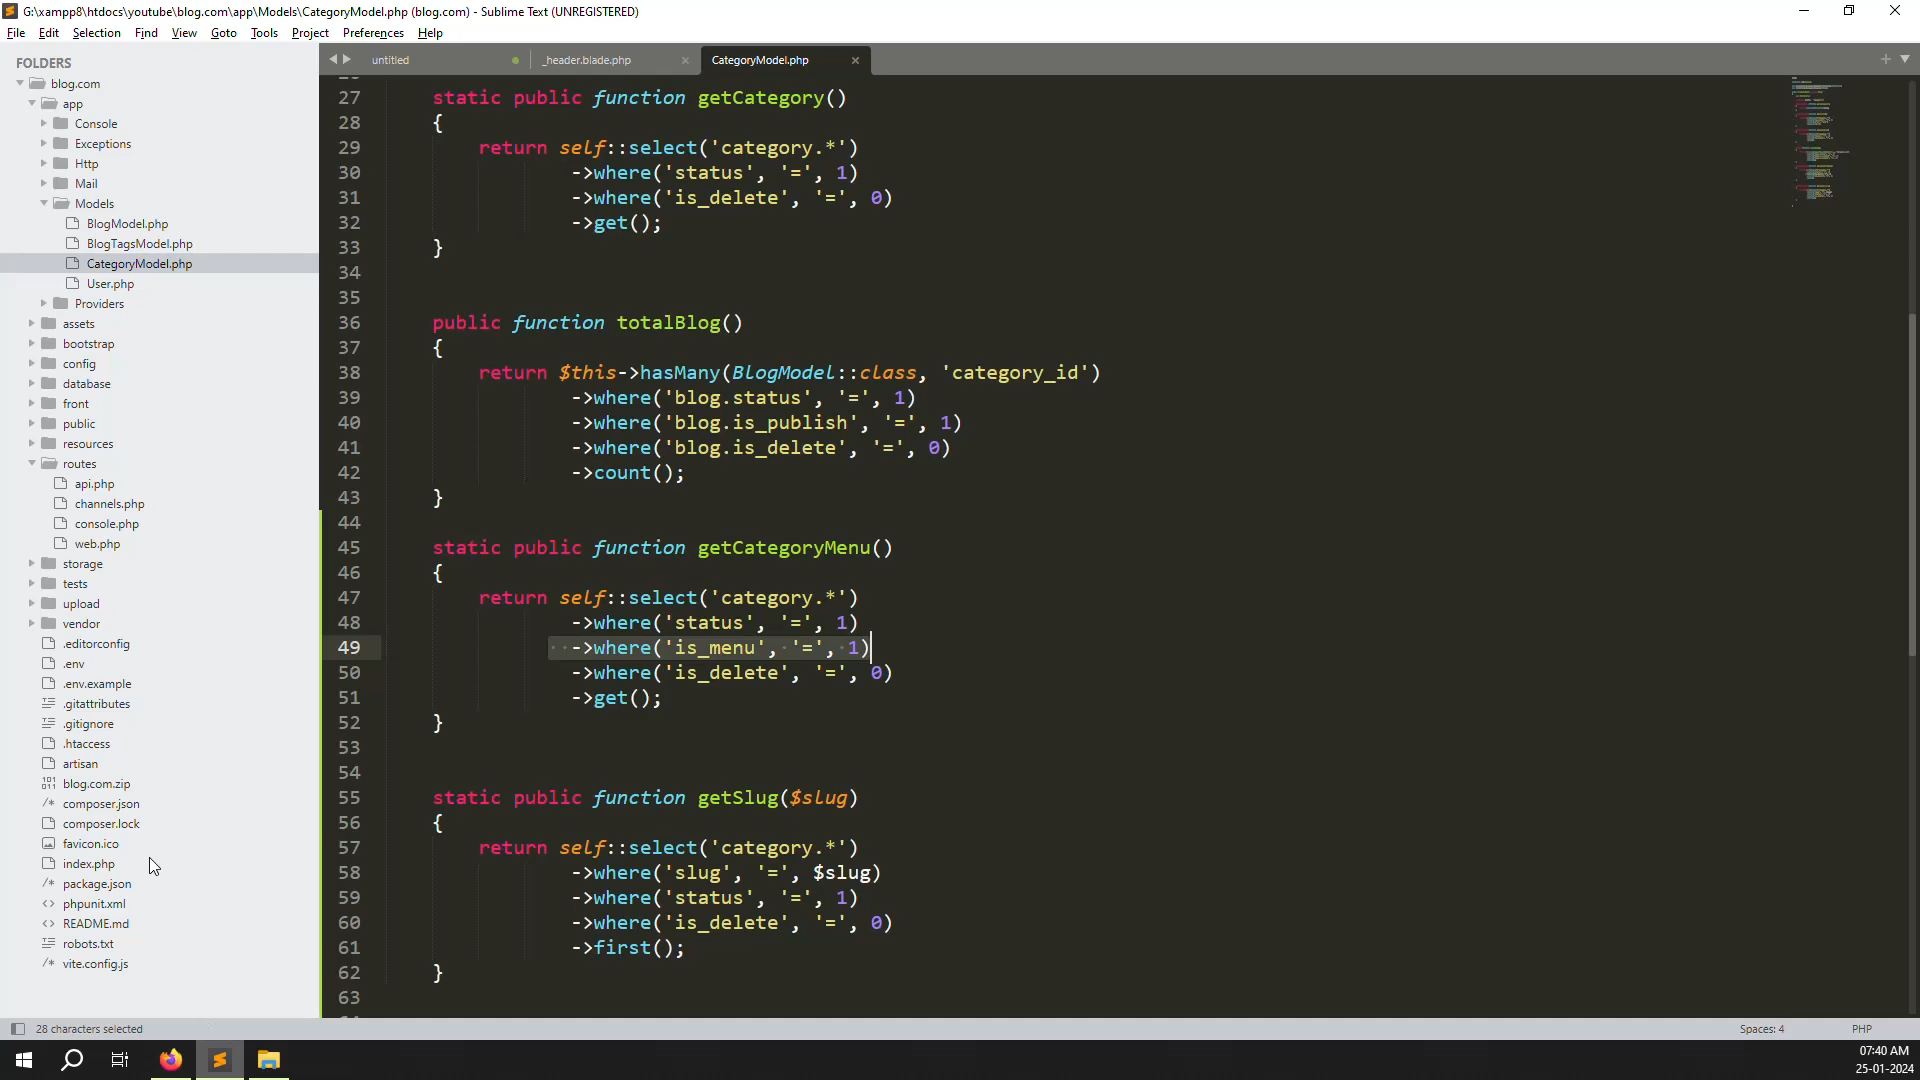 G:\xampp8\htdocs\youtube\blog.com\app\Models\CategoryModel.php (blog.com) - Sublime Text (UNREGISTERED)
File Edit Selection Find View Goto Tools Project Preferences Help
FOLDERS
blog.com
app
Console
Exceptions
Http
Mail
Models
BlogModel.php
BlogTagsModel.php
CategoryModel.php
User.php
Providers
assets
bootstrap
config
database
front
public
resources
routes
api.php
channels.php
console.php
web.php
storage
tests
upload
vendor
.editorconfig
.env
.env.example
.gitattributes
.gitignore
.htaccess
artisan
blog.com.zip
composer.json
composer.lock
favicon.ico
index.php
package.json
phpunit.xml
README.md
robots.txt
vite.config.js
untitled _header.blade.php CategoryModel.php
27 static public function getCategory()
28 {
29 return self::select('category.*')
30 ->where('status', '=', 1)
31 ->where('is_delete', '=', 0)
32 ->get();
33 }
34
35
36 public function totalBlog()
37 {
38 return $this->hasMany(BlogModel::class, 'category_id')
39 ->where('blog.status', '=', 1)
40 ->where('blog.is_publish', '=', 1)
41 ->where('blog.is_delete', '=', 0)
42 ->count();
43 }
44
45 static public function getCategoryMenu()
46 {
47 return self::select('category.*')
48 ->where('status', '=', 1)
49 ->where('is_menu', '=', 1)
50 ->where('is_delete', '=', 0)
51 ->get();
52 }
53
54
55 static public function getSlug($slug)
56 {
57 return self::select('category.*')
58 ->where('slug', '=', $slug)
59 ->where('status', '=', 1)
60 ->where('is_delete', '=', 0)
61 ->first();
62 }
63
28 characters selected
Spaces: 4
PHP
07:40 AM
25-01-2024